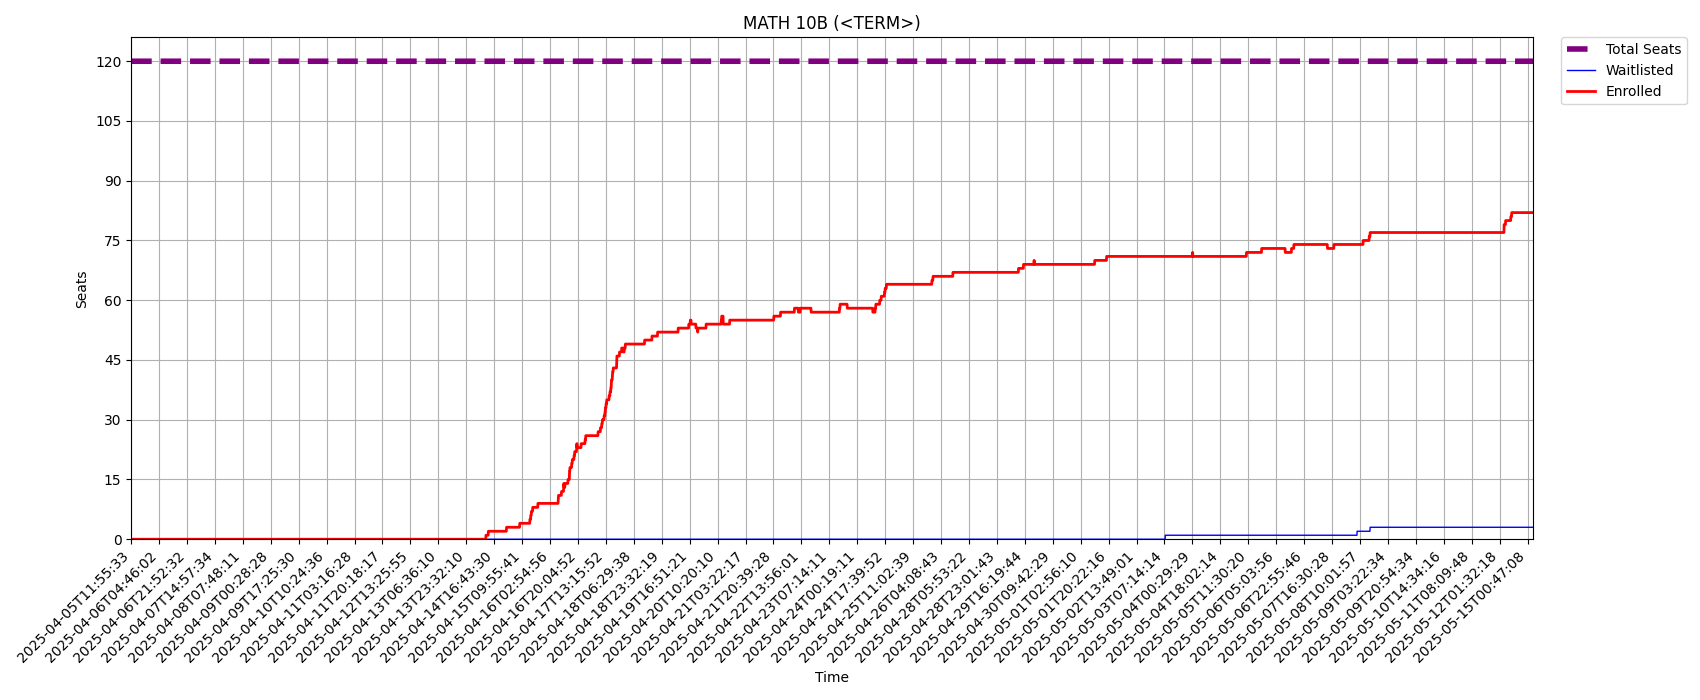 MATH 10B (<TERM>)
Total Seats
Waitlisted
Enrolled
120
105
90
75
60
45
30
15
0
Seats
2025-04-05T11:55:33
2025-04-06T04:46:02
2025-04-06T21:52:32
2025-04-07T14:57:34
2025-04-08T07:48:11
2025-04-09T00:28:28
2025-04-09T17:25:30
2025-04-10T10:24:36
2025-04-11T03:16:28
2025-04-11T20:18:17
2025-04-12T13:25:55
2025-04-13T06:36:10
2025-04-13T23:32:10
2025-04-14T16:43:30
2025-04-15T09:55:41
2025-04-16T02:54:56
2025-04-16T20:04:52
2025-04-17T13:15:52
2025-04-18T06:29:38
2025-04-18T23:32:19
2025-04-19T16:51:21
2025-04-20T10:20:10
2025-04-21T03:22:17
2025-04-21T20:39:28
2025-04-22T13:56:01
2025-04-23T07:14:11
2025-04-24T00:19:11
2025-04-24T17:39:52
2025-04-25T11:02:39
2025-04-26T04:08:43
2025-04-28T05:53:22
2025-04-28T23:01:43
2025-04-29T16:19:44
2025-04-30T09:42:29
2025-05-01T02:56:10
2025-05-01T20:22:16
2025-05-02T13:49:01
2025-05-03T07:14:14
2025-05-04T00:29:29
2025-05-04T18:02:14
2025-05-05T11:30:20
2025-05-06T05:03:56
2025-05-06T22:55:46
2025-05-07T16:30:28
2025-05-08T10:01:57
2025-05-09T03:22:34
2025-05-09T20:54:34
2025-05-10T14:34:16
2025-05-11T08:09:48
2025-05-12T01:32:18
2025-05-15T00:47:08
Time